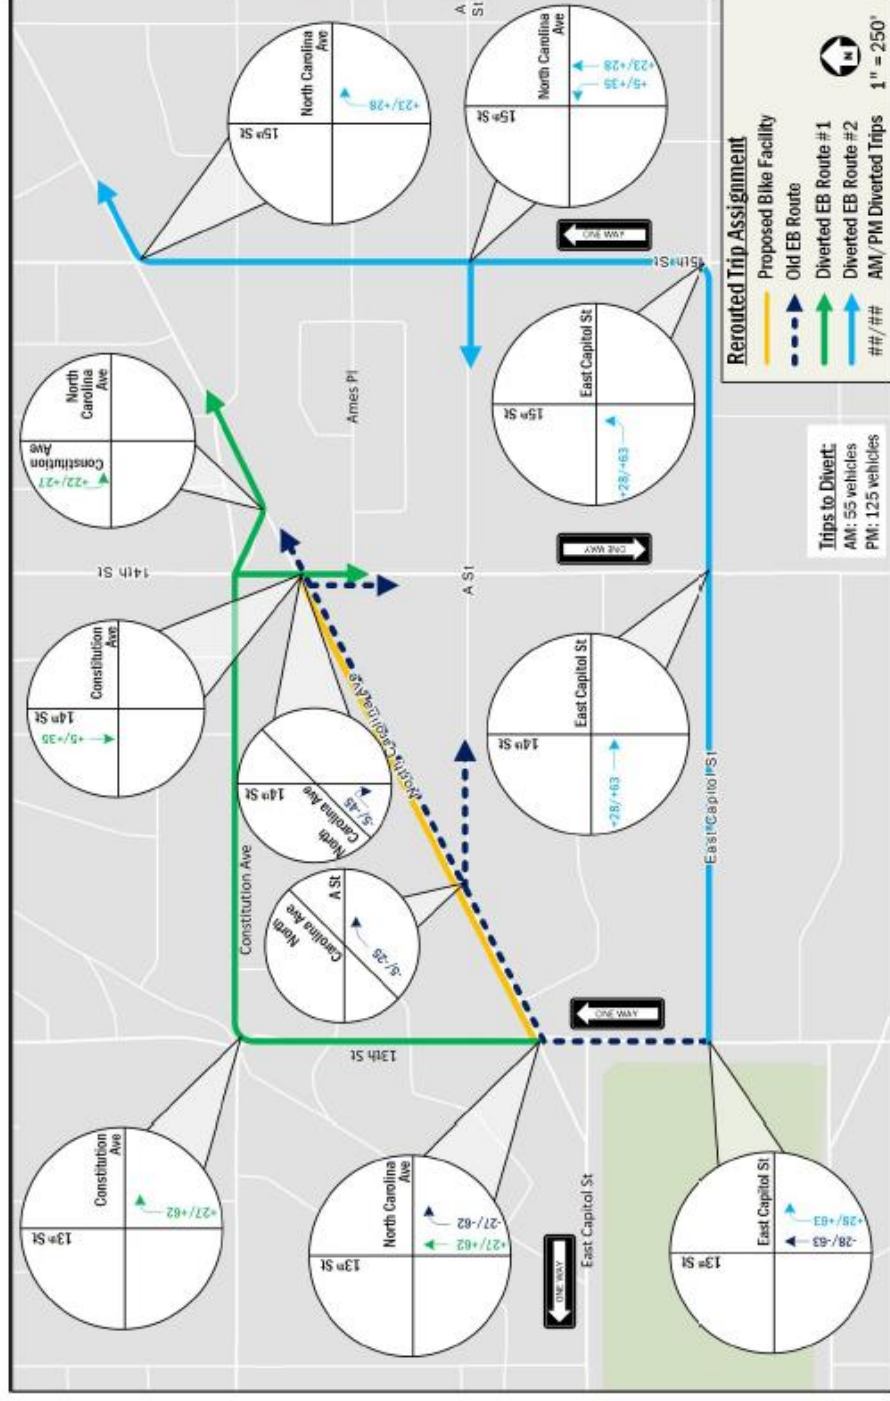 A
St
North Carolina
Ave
15th St
+23/+28
North Carolina
Ave
15th St
+5/+35
+23/+28
North
Carolina
Ave
Constitution
Ave
+22/+27
14th St
Ames Pl
ONE WAY
15th St
East Capitol St
15th St
+28/+63
Constitution
Ave
14th St
+5/+35
North
Carolina Ave
14th St
-5/-45
North Carolina Ave
A St
ONE WAY
East Capitol St
14th St
+28/+63
Constitution Ave
A St
North
Carolina Ave
-5/-25
East Capitol St
13th St
ONE WAY
Constitution
Ave
13th St
+27/+62
North Carolina
Ave
13th St
+27/+62
-27/-62
ONE WAY
East Capitol St
East Capitol St
13th St
-28/-63
+28/+63
Trips to Divert:
AM: 55 vehicles
PM: 125 vehicles
Rerouted Trip Assignment
Proposed Bike Facility
Old EB Route
Diverted EB Route #1
Diverted EB Route #2
##/## AM/PM Diverted Trips
N
1" = 250'